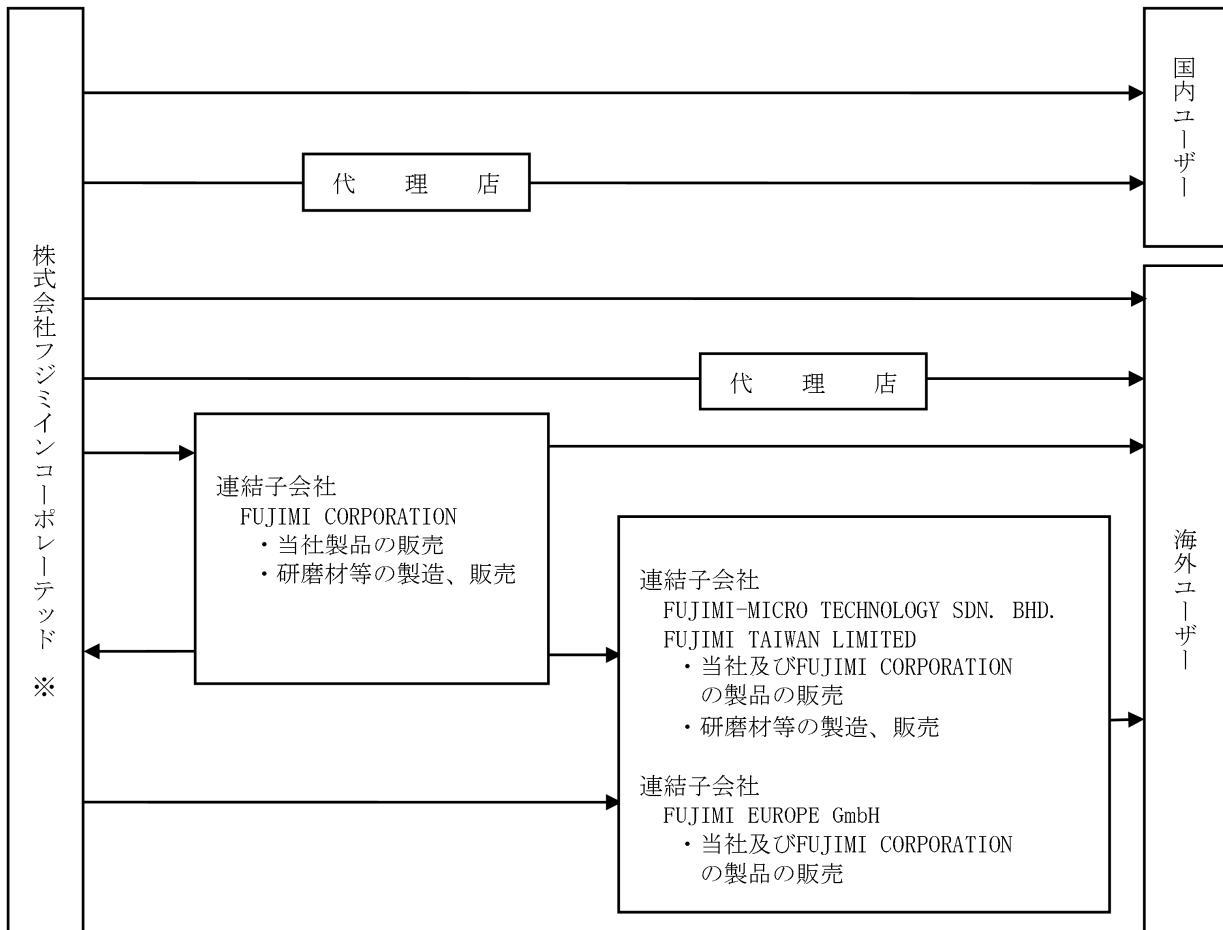 株式会社フジミインコーポレーテッド ※
国内ユーザー
代　理　店
代　理　店
連結子会社
FUJIMI CORPORATION
・当社製品の販売
・研磨材等の製造、販売
連結子会社
FUJIMI-MICRO TECHNOLOGY SDN. BHD.
FUJIMI TAIWAN LIMITED
・当社及びFUJIMI CORPORATION
の製品の販売
・研磨材等の製造、販売
連結子会社
FUJIMI EUROPE GmbH
・当社及びFUJIMI CORPORATION
の製品の販売
海外ユーザー